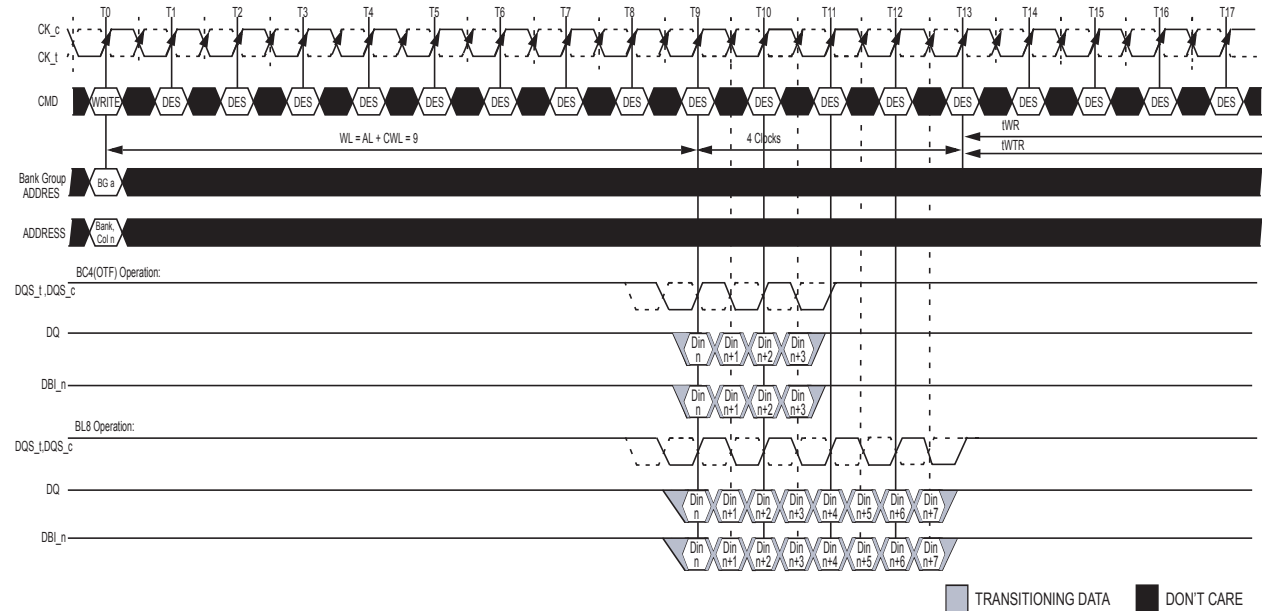 T0 T1 T2 T3 T4 T5 T6 T7 T8 T9 T10 T11 T12 T13 T14 T15 T16 T17
CK_c
CK_t
CMD WRITE DES DES DES DES DES DES DES DES DES DES DES DES DES DES DES DES DES
WL = AL + CWL = 9 4 Clocks tWR
tWTR
Bank Group
ADDRES BG a
ADDRESS Bank,
Col n
BC4(OTF) Operation:
DQS_t ,DQS_c
DQ Din n Din n+1 Din n+2 Din n+3
DBI_n Din n Din n+1 Din n+2 Din n+3
BL8 Operation:
DQS_t,DQS_c
DQ Din n Din n+1 Din n+2 Din n+3 Din n+4 Din n+5 Din n+6 Din n+7
DBI_n Din n Din n+1 Din n+2 Din n+3 Din n+4 Din n+5 Din n+6 Din n+7
TRANSITIONING DATA DON'T CARE